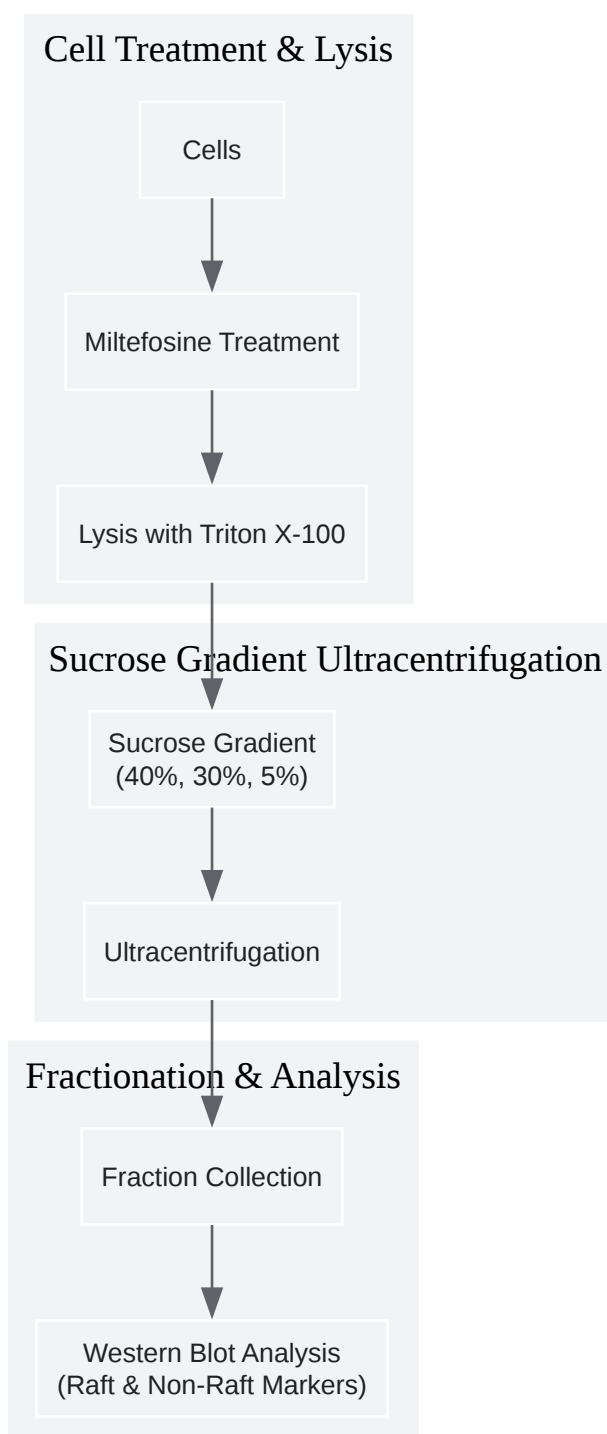 Cell Treatment & Lysis
Cells
Miltefosine Treatment
Lysis with Triton X-100
Sucrose Gradient Ultracentrifugation
Sucrose Gradient
(40%, 30%, 5%)
Ultracentrifugation
Fractionation & Analysis
Fraction Collection
Western Blot Analysis
(Raft & Non-Raft Markers)